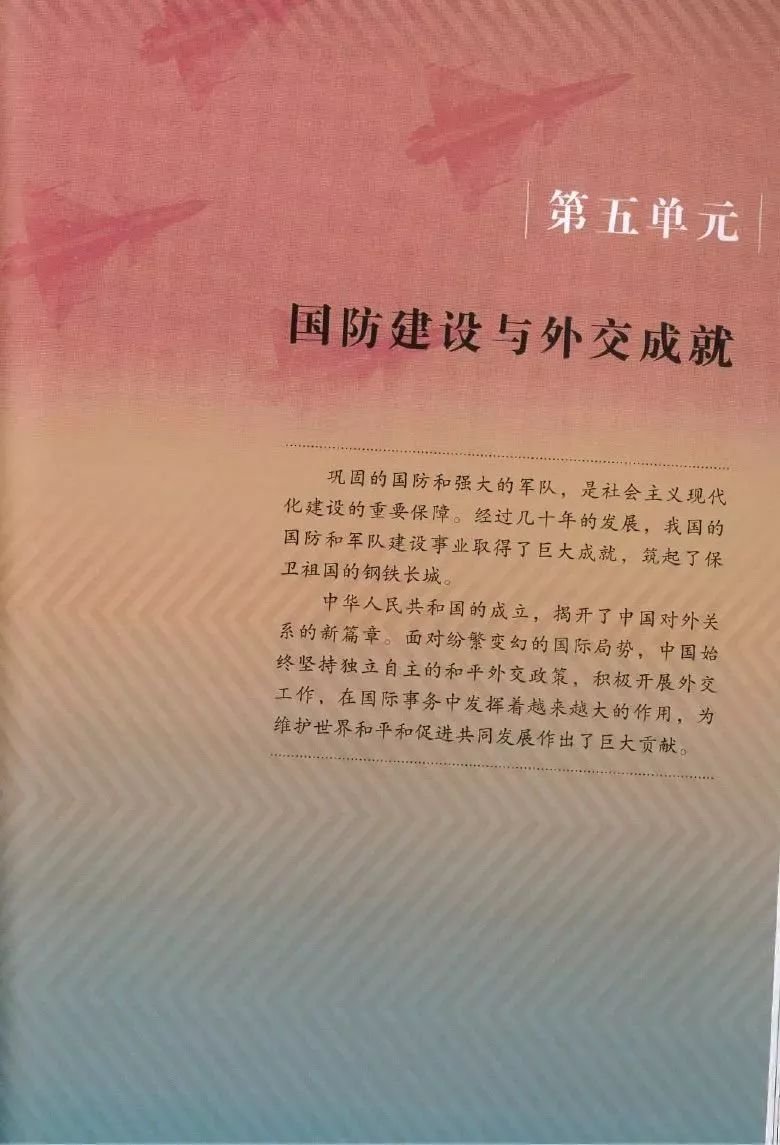 第五单元
国防建设与外交成就
巩固的国防和强大的军队，是社会主义现代
化建设的重要保障。经过几十年的发展，我国的
国防和军队建设事业取得了巨大成就，筑起了保
卫祖国的钢铁长城。
中华人民共和国的成立，揭开了中国对外关
系的新篇章。面对纷繁变幻的国际局势，中国始
终坚持独立自主的和平外交政策，积极开展外交
工作，在国际事务中发挥着越来越大的作用，为
维护世界和平和促进共同发展作出了巨大贡献。